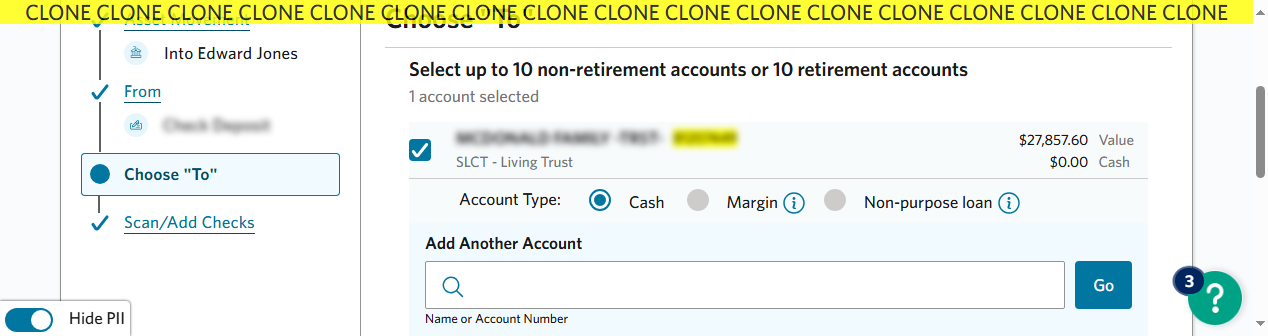 CLONE CLONE CLONE CLONE CLONE CLONE CLONE CLONE CLONE CLONE CLONE CLONE CLONE CLONE CLONE CLONE CLONE
Asset Movement
Into Edward Jones
From
Choose "To"
Scan/Add Checks
Hide PII
Choose "To"
Select up to 10 non-retirement accounts or 10 retirement accounts
1 account selected
$27,857.60 Value
SLCT - Living Trust
$0.00 Cash
Account Type: Cash Margin Non-purpose loan
Add Another Account
Go
Name or Account Number
3